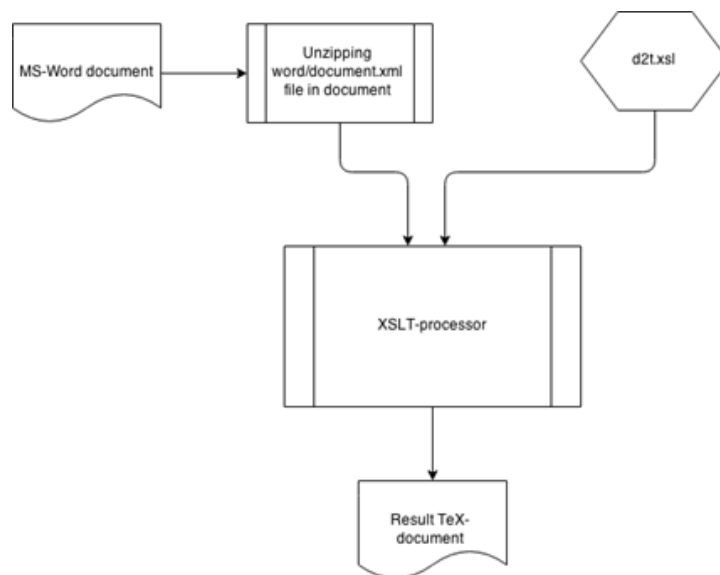 MS-Word document
Unzipping
word/document.xml
file in document
d2t.xsl
XSLT-processor
Result TeX-
document